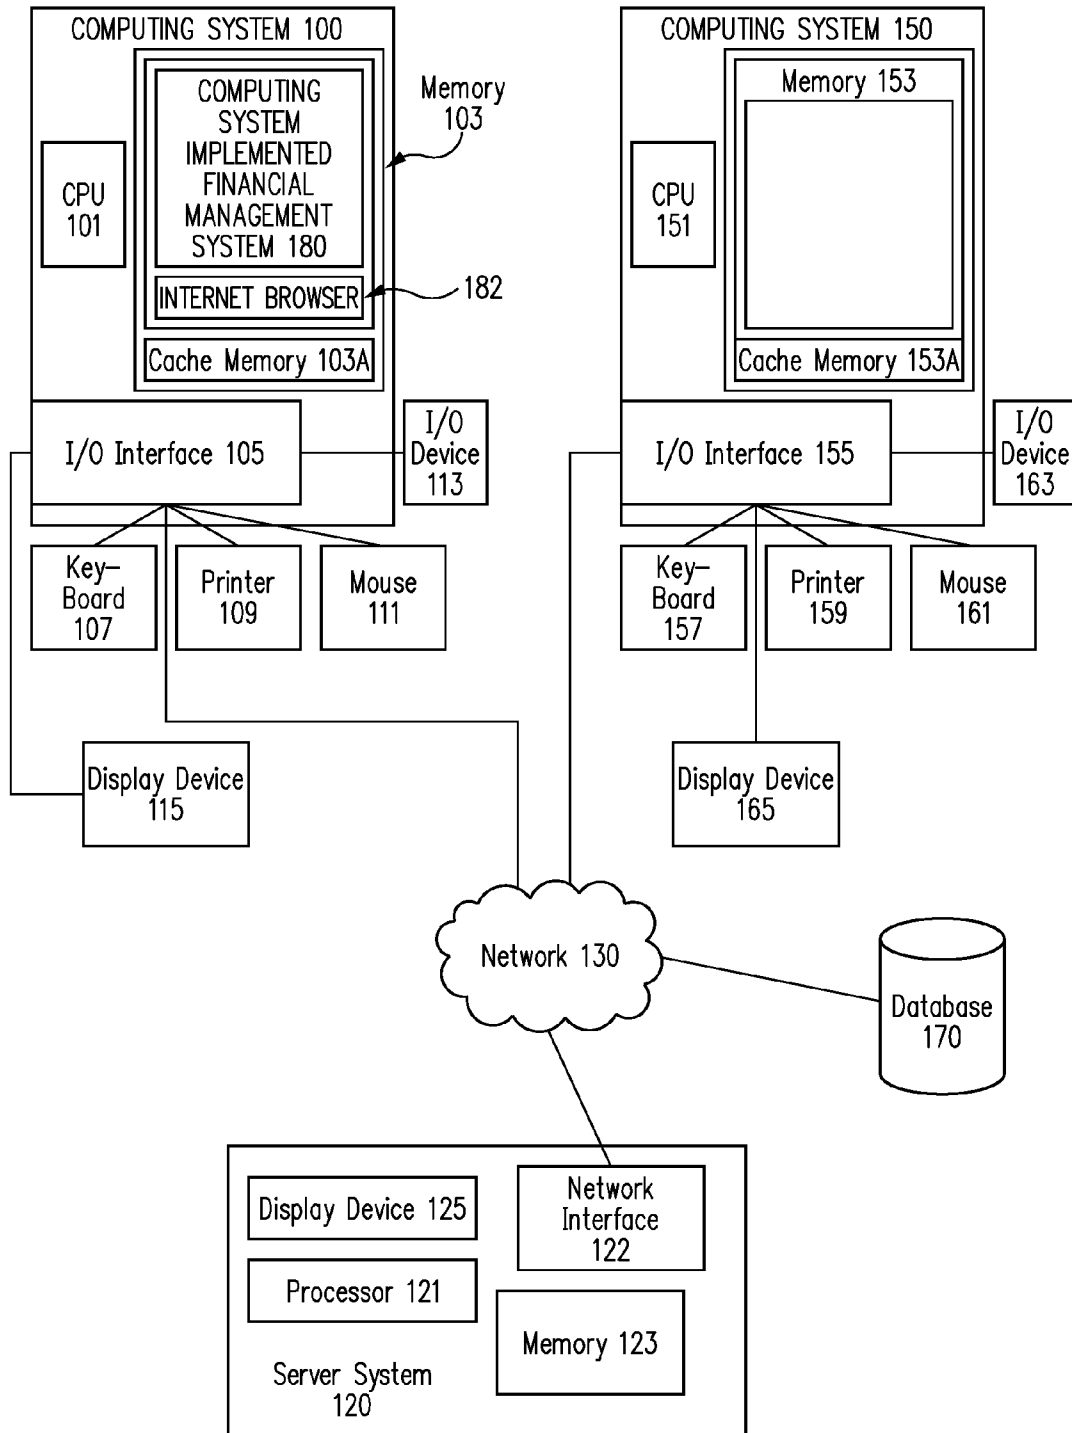 COMPUTING SYSTEM 100
COMPUTING
SYSTEM
IMPLEMENTED
FINANCIAL
MANAGEMENT
SYSTEM 180
INTERNET BROWSER
Cache Memory 103A
CPU
101
Memory
103
182
I/O Interface 105
I/O
Device
113
Key-
Board
107
Printer
109
Mouse
111
Display Device
115
COMPUTING SYSTEM 150
Memory 153
CPU
151
Cache Memory 153A
I/O Interface 155
I/O
Device
163
Key-
Board
157
Printer
159
Mouse
161
Display Device
165
Network 130
Database
170
Display Device 125
Network
Interface
122
Processor 121
Memory 123
Server System
120